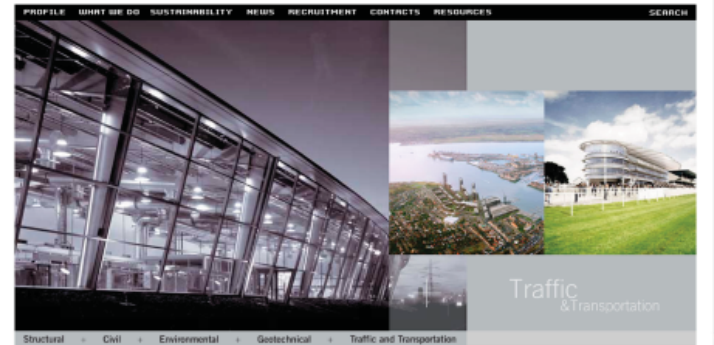 PROFILE WHAT WE DO SUSTAINABILITY NEWS RECRUITMENT CONTACTS RESOURCES SEARCH
Traffic
&Transportation
Structural + Civil + Environmental + Geotechnical + Traffic and Transportation